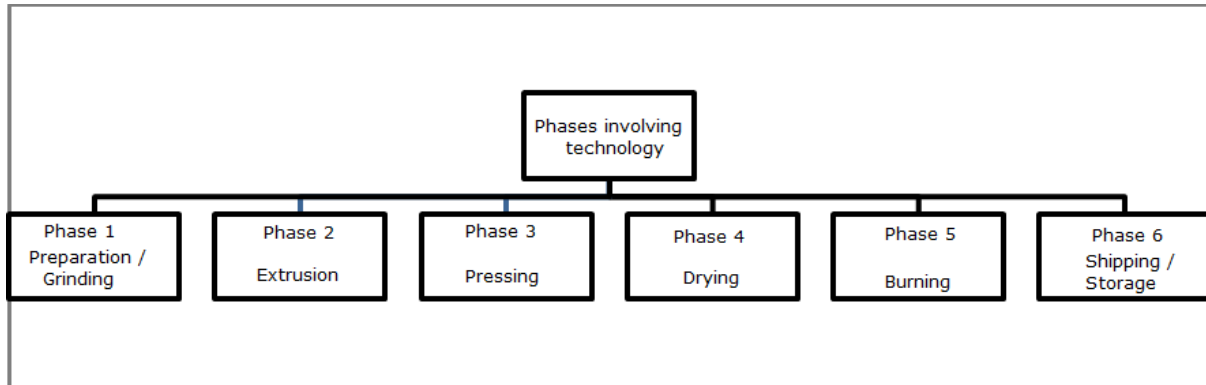 Phases involving
technology
Phase 1
Preparation /
Grinding
Phase 2
Extrusion
Phase 3
Pressing
Phase 4
Drying
Phase 5
Burning
Phase 6
Shipping /
Storage